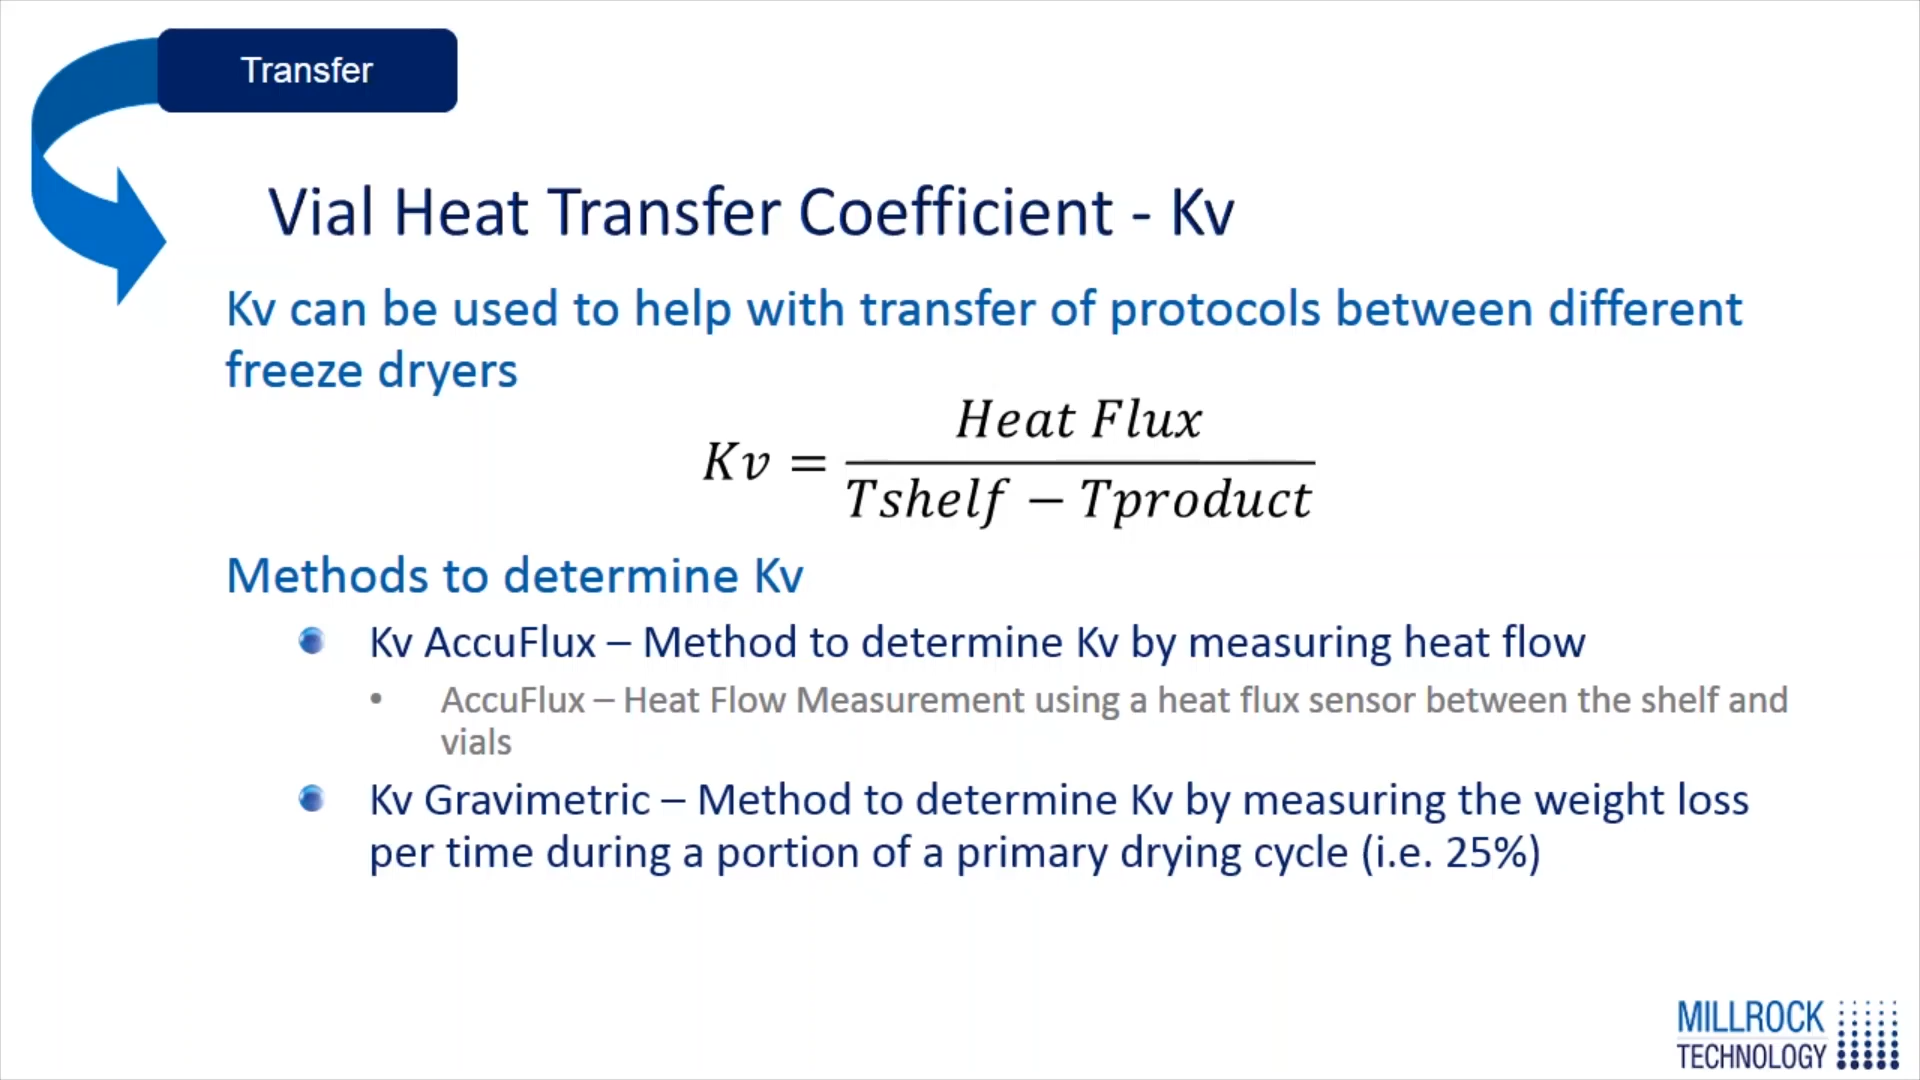 Transfer
Vial Heat Transfer Coefficient - Kv
Kv can be used to help with transfer of protocols between different
freeze dryers
Kv = Heat Flux / Tshelf − Tproduct
Methods to determine Kv
Kv AccuFlux – Method to determine Kv by measuring heat flow
• AccuFlux – Heat Flow Measurement using a heat flux sensor between the shelf and
vials
Kv Gravimetric – Method to determine Kv by measuring the weight loss
per time during a portion of a primary drying cycle (i.e. 25%)
MILLROCK
TECHNOLOGY